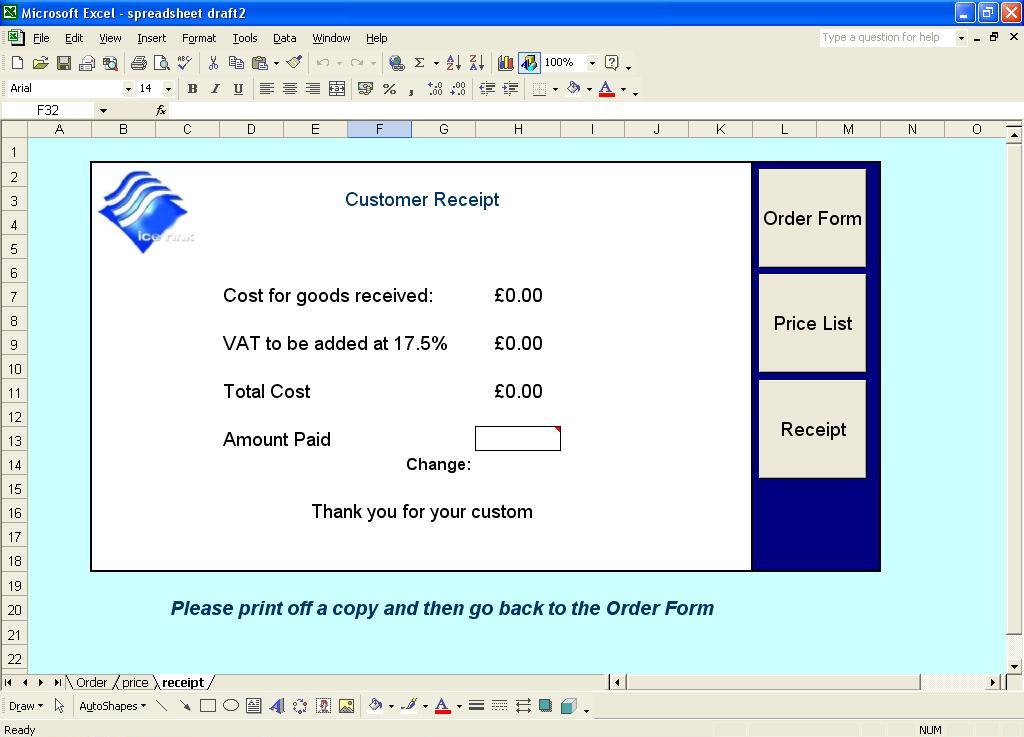 Microsoft Excel - spreadsheet draft2
File Edit View Insert Format Tools Data Window Help
Type a question for help
100%
Arial 14 B I U % ,
F32 fx
A B C D E F G H I J K L M N O
1
2
3
4
5
6
7
8
9
10
11
12
13
14
15
16
17
18
19
20
21
22
ice rink
Customer Receipt
Order Form
Cost for goods received: £0.00
Price List
VAT to be added at 17.5% £0.00
Total Cost £0.00
Receipt
Amount Paid
Change:
Thank you for your custom
Please print off a copy and then go back to the Order Form
Order price receipt
Draw AutoShapes
Ready NUM